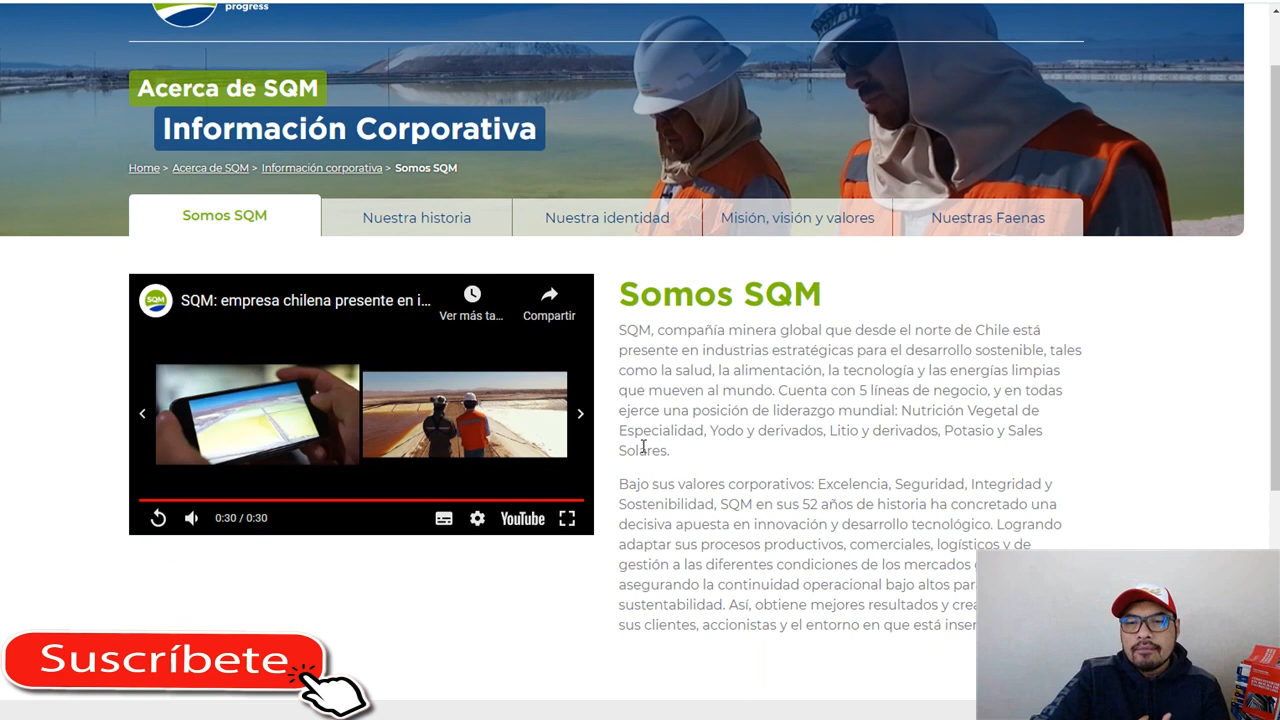 progress
Acerca de SQM
Información Corporativa
Home > Acerca de SQM > Información corporativa > Somos SQM
Somos SQM
Nuestra historia
Nuestra identidad
Misión, visión y valores
Nuestras Faenas
SQM
SQM: empresa chilena presente en i...
Ver más ta...
Compartir
0:30 / 0:30
YouTube
Somos SQM
SQM, compañía minera global que desde el norte de Chile está
presente en industrias estratégicas para el desarrollo sostenible, tales
como la salud, la alimentación, la tecnología y las energías limpias
que mueven al mundo. Cuenta con 5 líneas de negocio, y en todas
ejerce una posición de liderazgo mundial: Nutrición Vegetal de
Especialidad, Yodo y derivados, Litio y derivados, Potasio y Sales
Solares.
Bajo sus valores corporativos: Excelencia, Seguridad, Integridad y
Sostenibilidad, SQM en sus 52 años de historia ha concretado una
decisiva apuesta en innovación y desarrollo tecnológico. Logrando
adaptar sus procesos productivos, comerciales, logísticos y de
gestión a las diferentes condiciones de los mercados
asegurando la continuidad operacional bajo altos
sustentabilidad. Así, obtiene mejores resultados y
sus clientes, accionistas y el entorno en que está
Suscríbete